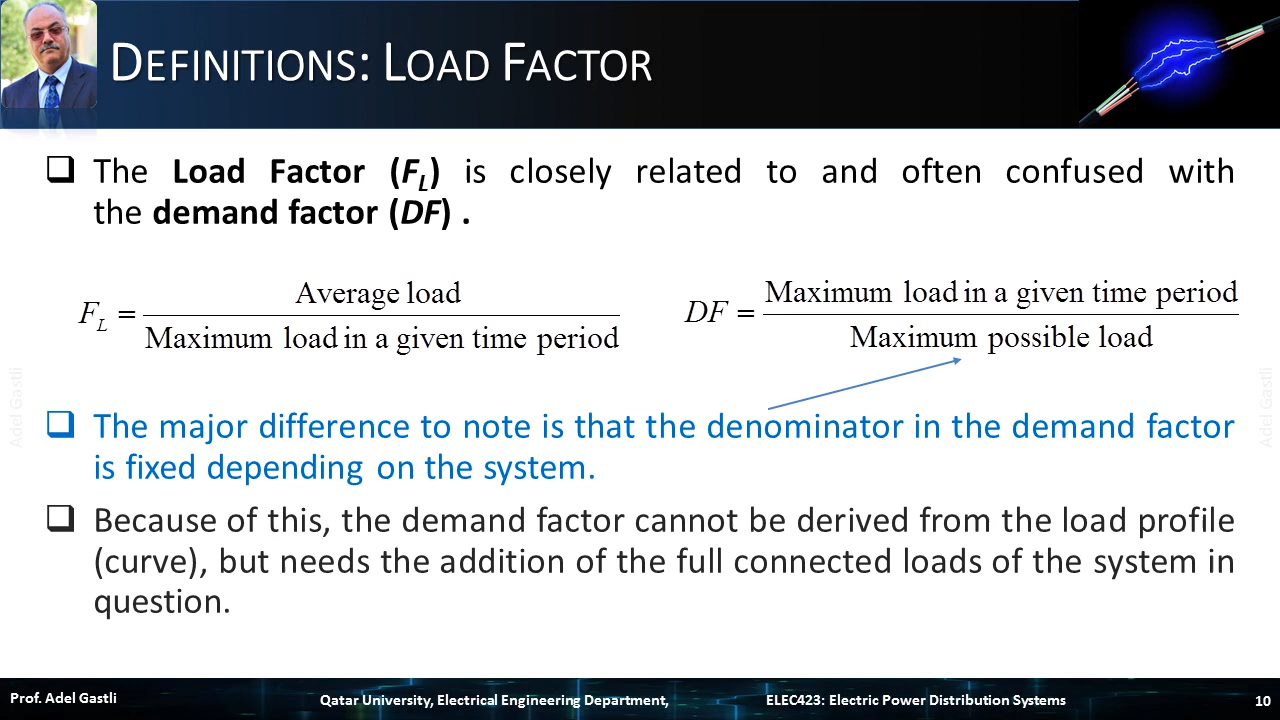 DEFINITIONS: LOAD FACTOR
❑ The Load Factor (F_L) is closely related to and often confused with
the demand factor (DF) .
F_L = Average load / Maximum load in a given time period
DF = Maximum load in a given time period / Maximum possible load
Adel Gastli
Adel Gastli
❑ The major difference to note is that the denominator in the demand factor
is fixed depending on the system.
❑ Because of this, the demand factor cannot be derived from the load profile
(curve), but needs the addition of the full connected loads of the system in
question.
Prof. Adel Gastli
Qatar University, Electrical Engineering Department,
ELEC423: Electric Power Distribution Systems
10